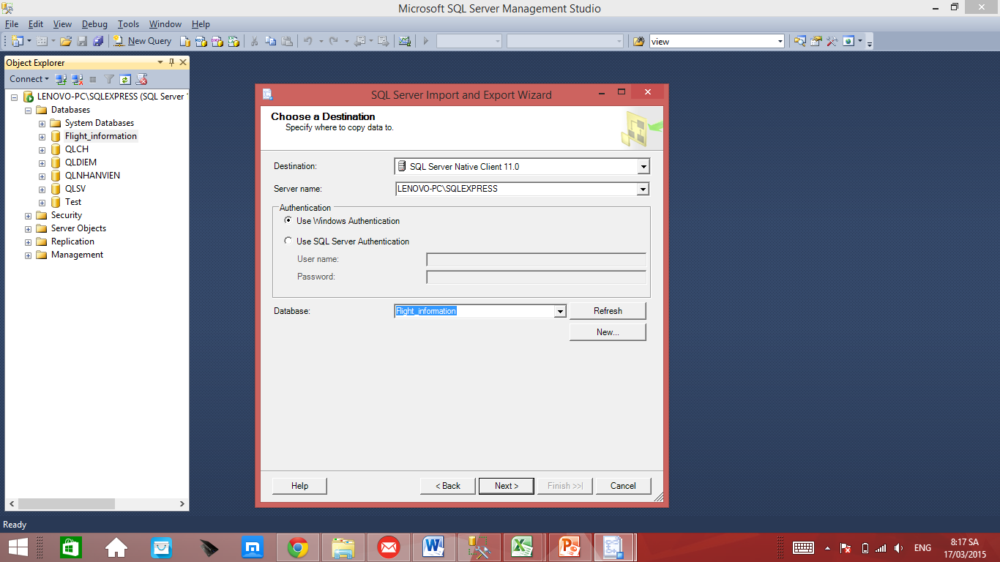 Microsoft SQL Server Management Studio
File Edit View Debug Tools Window Help
New Query view
Object Explorer
Connect
LENOVO-PC\SQLEXPRESS (SQL Server
Databases
System Databases
Flight_information
QLCH
QLDIEM
QLNHANVIEN
QLSV
Test
Security
Server Objects
Replication
Management
SQL Server Import and Export Wizard
Choose a Destination
Specify where to copy data to.
Destination: SQL Server Native Client 11.0
Server name: LENOVO-PC\SQLEXPRESS
Authentication
Use Windows Authentication
Use SQL Server Authentication
User name:
Password:
Database: Flight_information Refresh
New...
Help < Back Next > Finish >>| Cancel
Ready
ENG
8:17 SA
17/03/2015